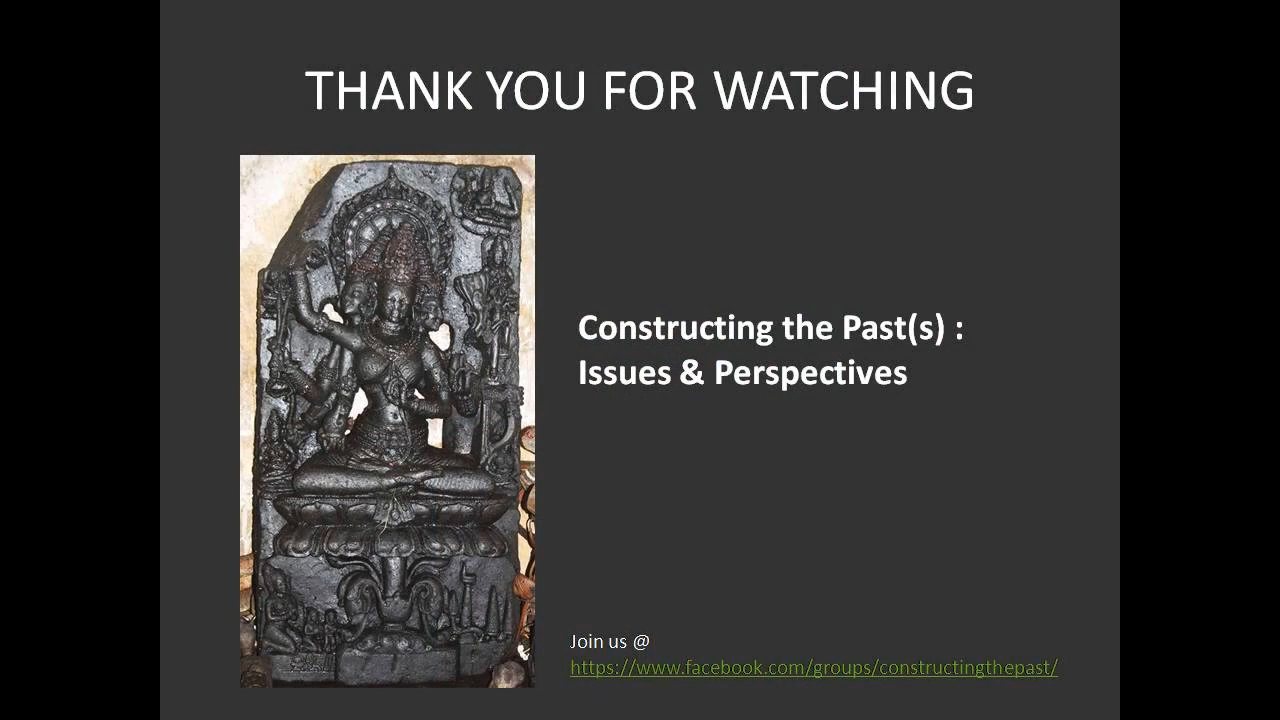 THANK YOU FOR WATCHING
Constructing the Past(s) :
Issues & Perspectives
Join us @
https://www.facebook.com/groups/constructingthepast/